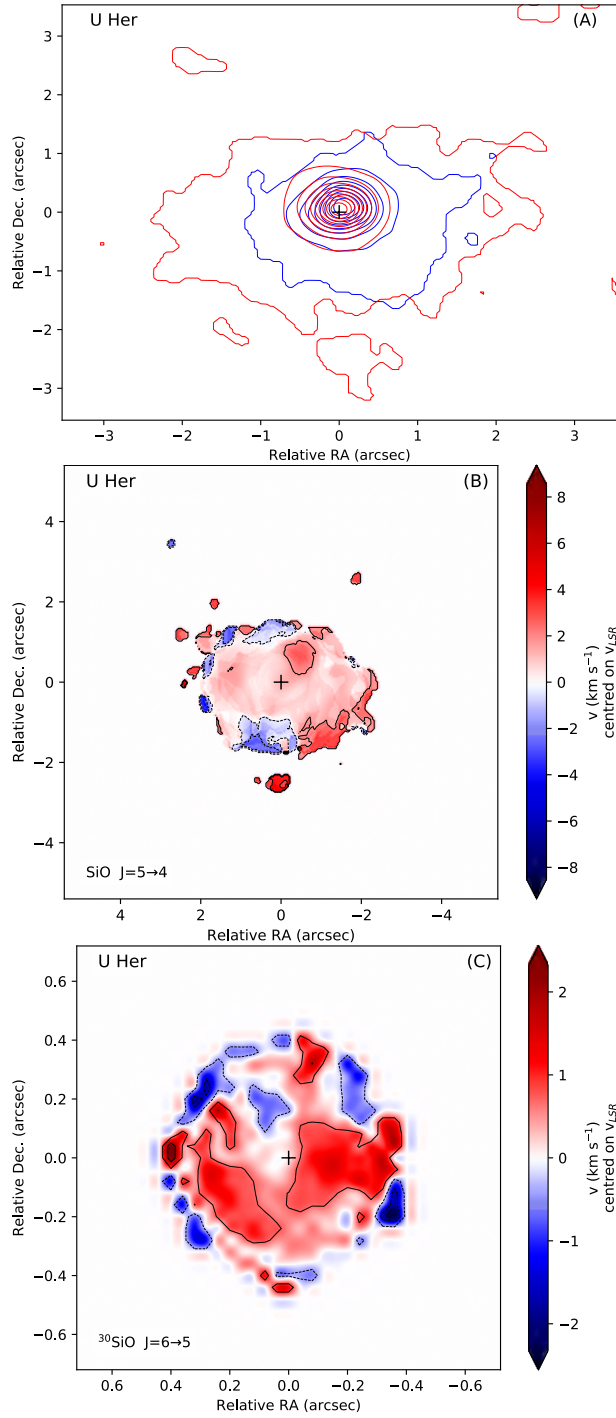 U Her (A)
3
2
1
0
−1
−2
−3
Relative Dec. (arcsec)
−3 −2 −1 0 1 2 3
Relative RA (arcsec)
U Her (B)
4
2
0
−2
−4
Relative Dec. (arcsec)
SiO J=5→4
4 2 0 −2 −4
Relative RA (arcsec)
8
6
4
2
0
−2
−4
−6
−8
v (km s⁻¹)
centred on v_LSR
U Her (C)
0.6
0.4
0.2
0.0
−0.2
−0.4
−0.6
Relative Dec. (arcsec)
³⁰SiO J=6→5
0.6 0.4 0.2 0.0 −0.2 −0.4 −0.6
Relative RA (arcsec)
2
1
0
−1
−2
v (km s⁻¹)
centred on v_LSR